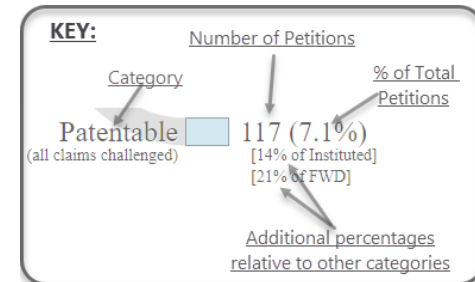 KEY:
Number of Petitions
Category
% of Total
Petitions
Patentable
117 (7.1%)
(all claims challenged)
[14% of Instituted]
[21% of FWD]
Additional percentages
relative to other categories